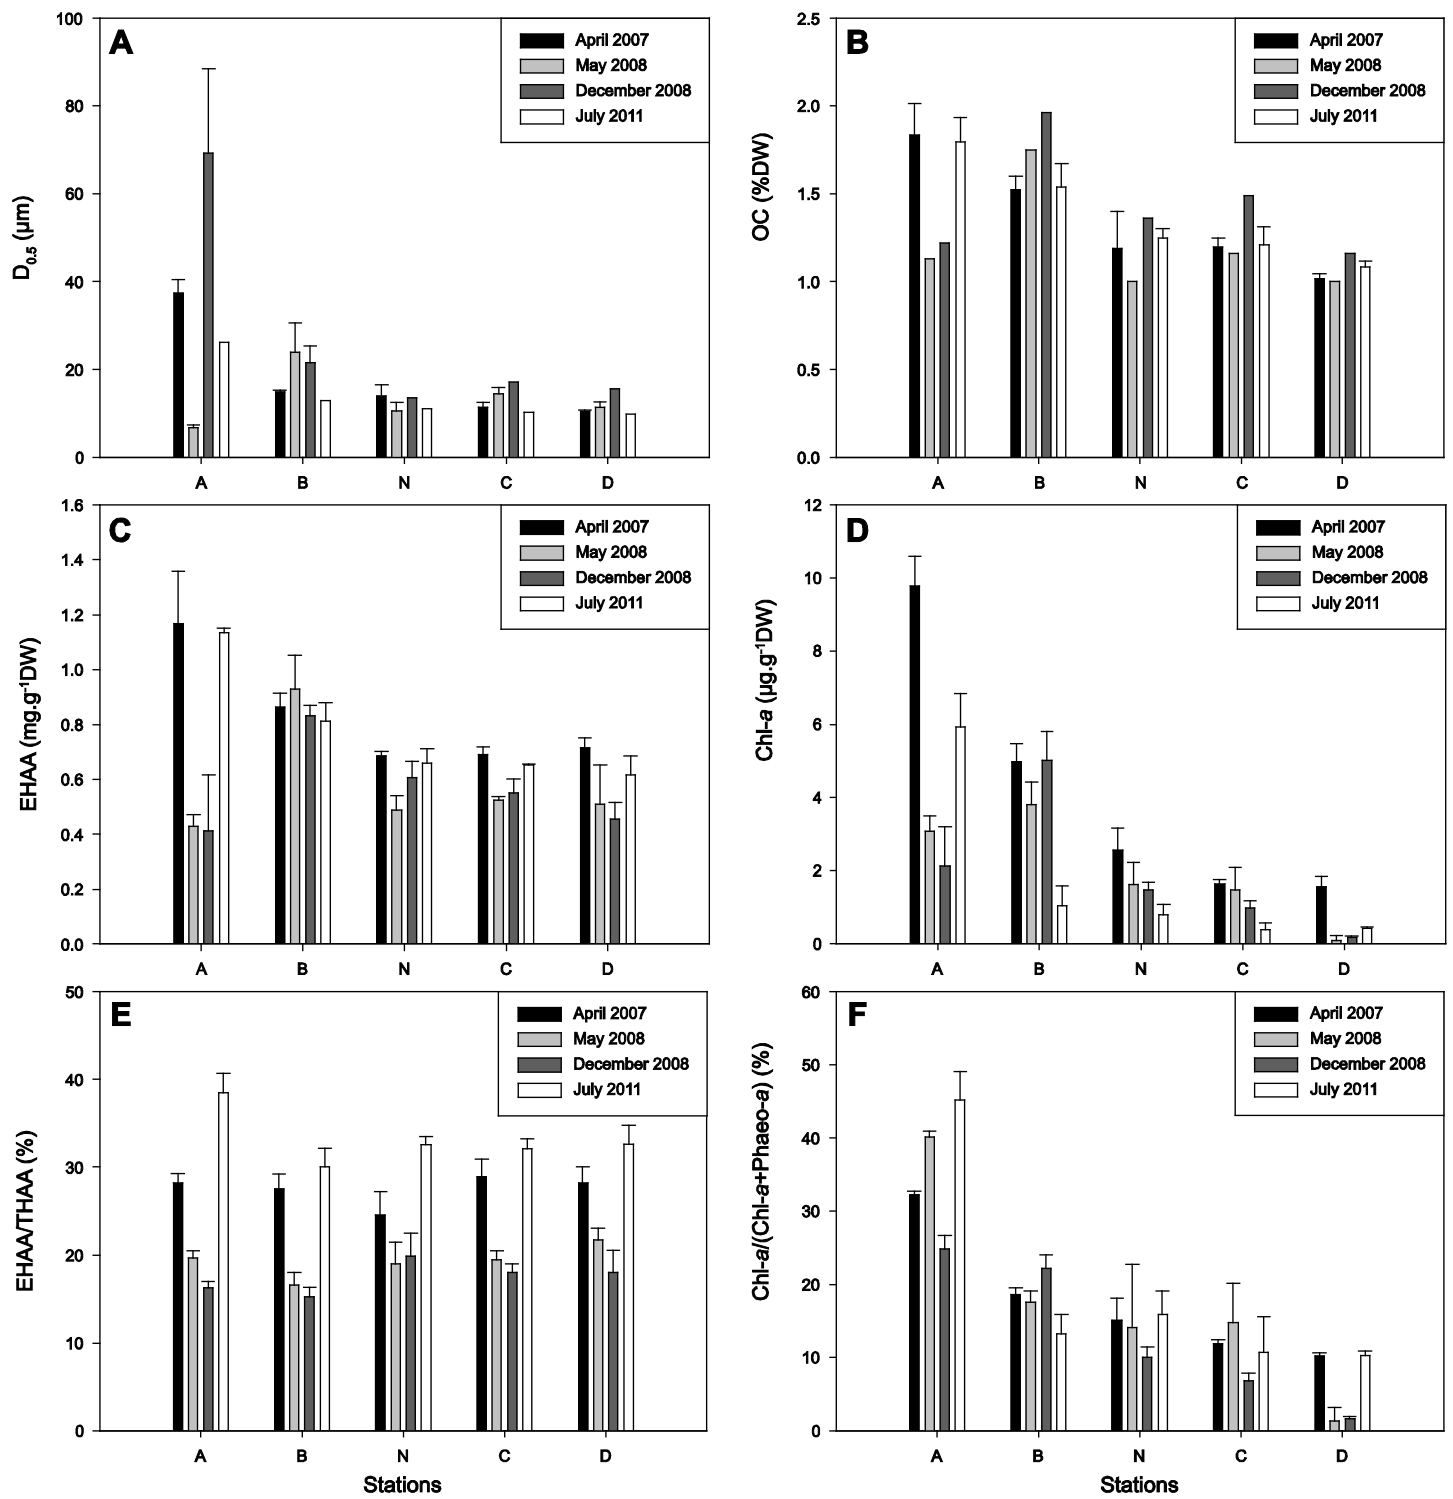 A
April 2007
May 2008
December 2008
July 2011
D0.5 (µm)
100
80
60
40
20
0
A B N C D
B
April 2007
May 2008
December 2008
July 2011
OC (%DW)
2.5
2.0
1.5
1.0
0.5
0.0
A B N C D
C
April 2007
May 2008
December 2008
July 2011
EHAA (mg.g-1DW)
1.6
1.4
1.2
1.0
0.8
0.6
0.4
0.2
0.0
A B N C D
D
April 2007
May 2008
December 2008
July 2011
Chl-a (µg.g-1DW)
12
10
8
6
4
2
0
A B N C D
E
April 2007
May 2008
December 2008
July 2011
EHAA/THAA (%)
50
40
30
20
10
0
A B N C D
Stations
F
April 2007
May 2008
December 2008
July 2011
Chl-a/(Chl-a+Phaeo-a) (%)
60
50
40
30
20
10
0
A B N C D
Stations